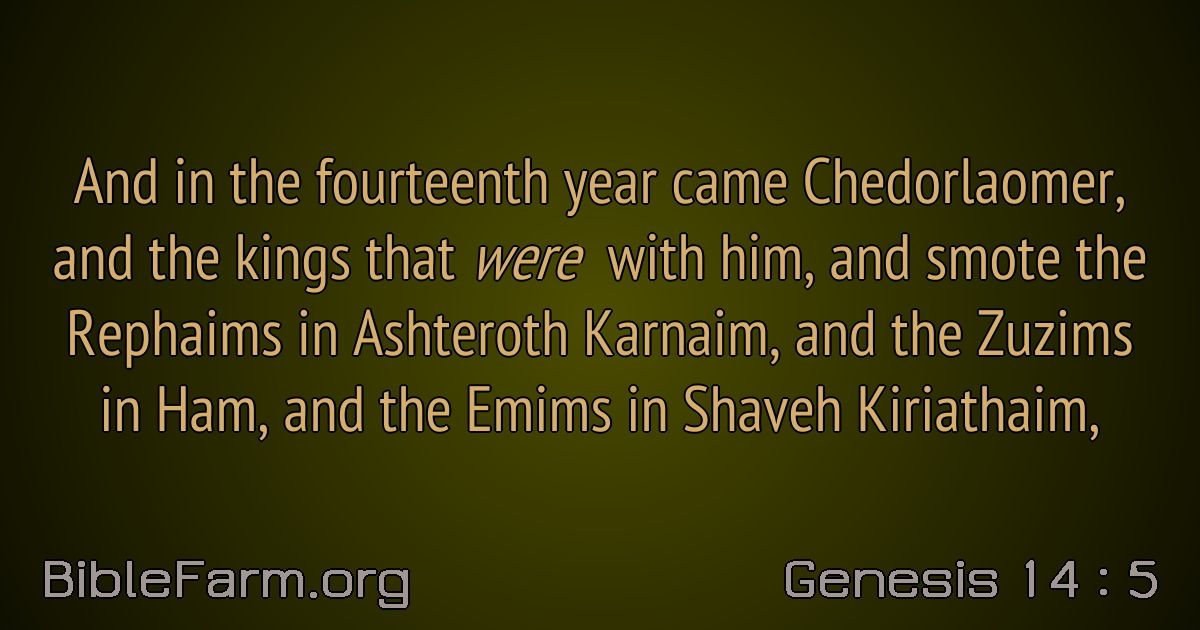 And in the fourteenth year came Chedorlaomer,
and the kings that were with him, and smote the
Rephaims in Ashteroth Karnaim, and the Zuzims
in Ham, and the Emims in Shaveh Kiriathaim,
BibleFarm.org
Genesis 14 : 5